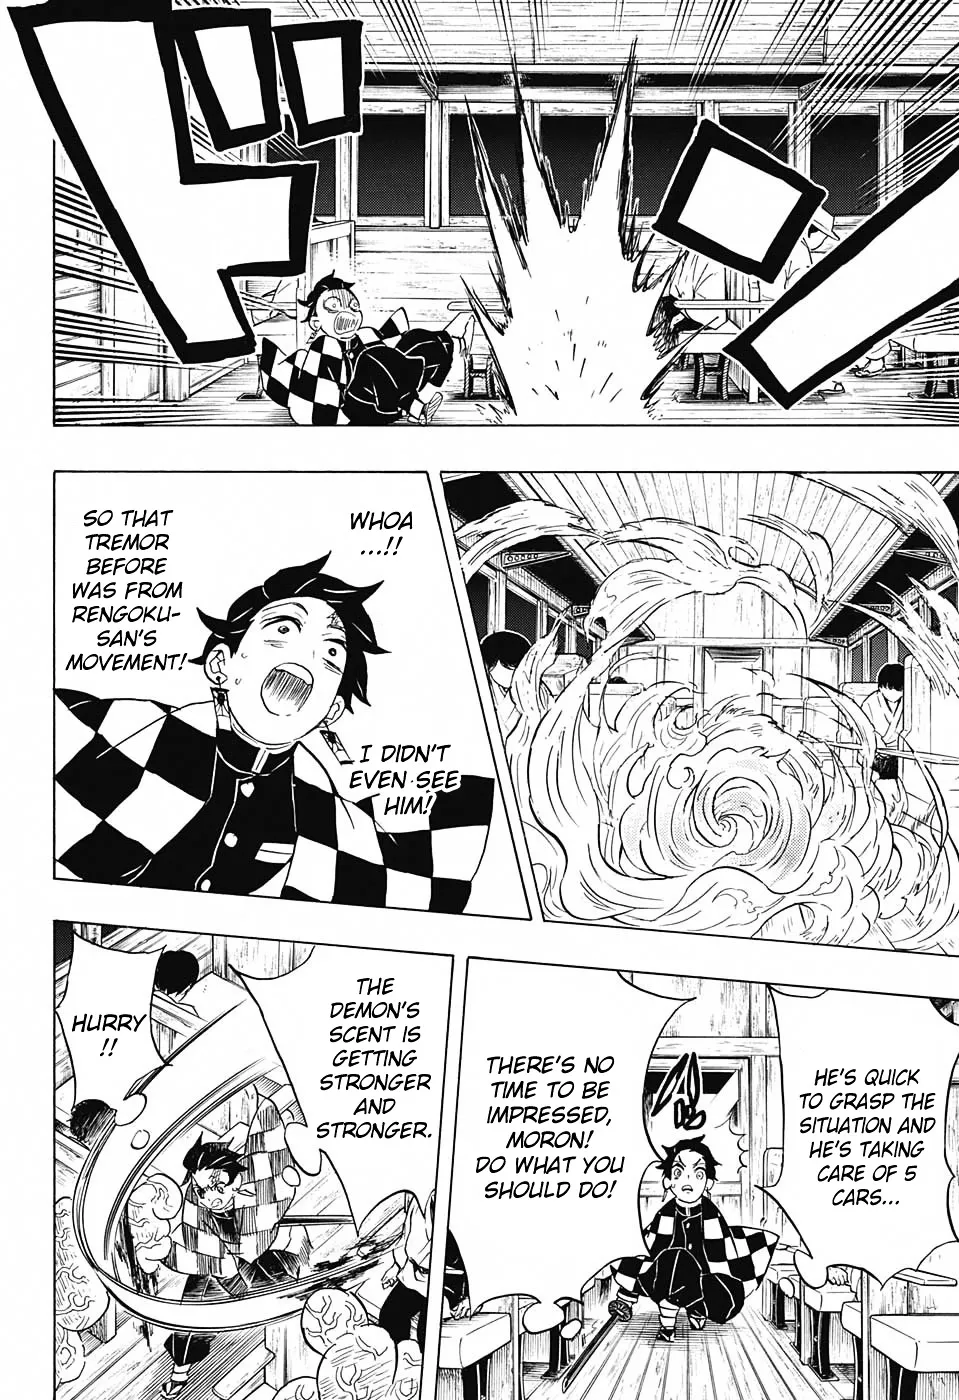 ドゴ
WHOA
...!!
SO THAT
TREMOR
BEFORE
WAS FROM
RENGOKU-
SAN'S
MOVEMENT!
I DIDN'T
EVEN SEE
HIM!
HE'S QUICK
TO GRASP THE
SITUATION AND
HE'S TAKING
CARE OF 5
CARS...
THERE'S NO
TIME TO BE
IMPRESSED,
MORON!
DO WHAT YOU
SHOULD DO!
THE
DEMON'S
SCENT IS
GETTING
STRONGER
AND
STRONGER.
HURRY
!!